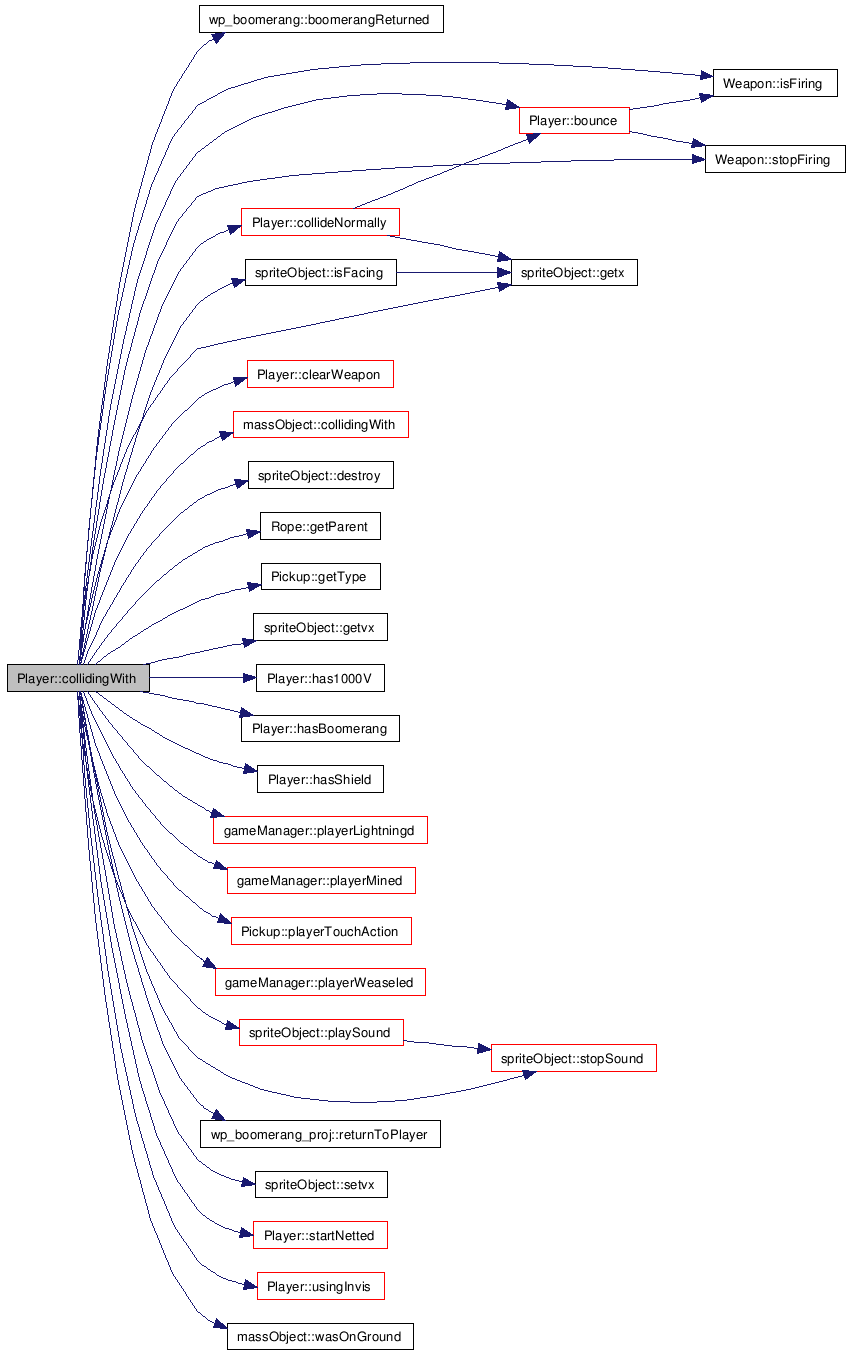 wp_boomerang::boomerangReturned
Weapon::isFiring
Player::bounce
Weapon::stopFiring
Player::collideNormally
spriteObject::isFacing
spriteObject::getx
Player::clearWeapon
massObject::collidingWith
spriteObject::destroy
Rope::getParent
Pickup::getType
spriteObject::getvx
Player::collidingWith
Player::has1000V
Player::hasBoomerang
Player::hasShield
gameManager::playerLightningd
gameManager::playerMined
Pickup::playerTouchAction
gameManager::playerWeaseled
spriteObject::playSound
spriteObject::stopSound
wp_boomerang_proj::returnToPlayer
spriteObject::setvx
Player::startNetted
Player::usingInvis
massObject::wasOnGround